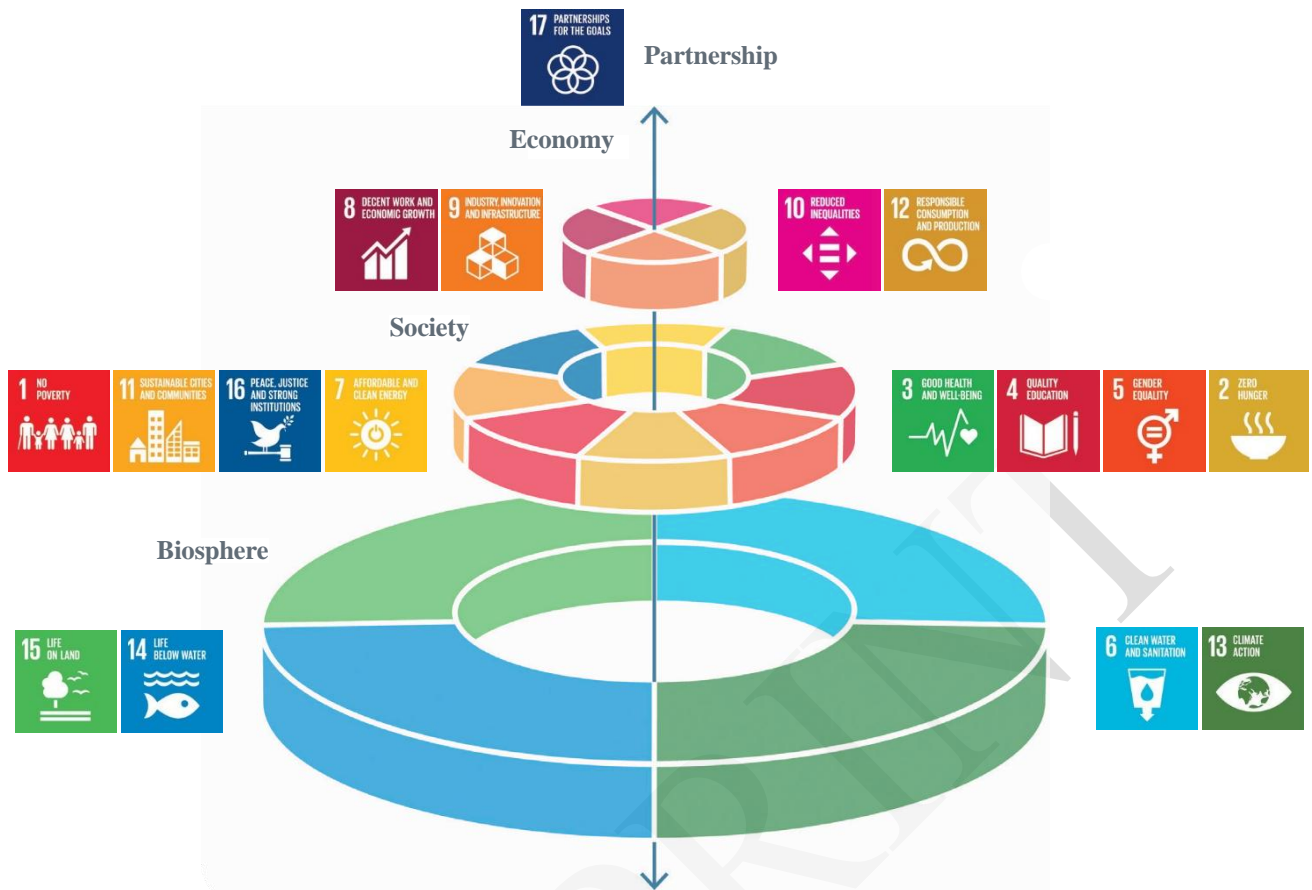 17 PARTNERSHIPS
FOR THE GOALS
Partnership
Economy
8 DECENT WORK AND
ECONOMIC GROWTH
9 INDUSTRY, INNOVATION
AND INFRASTRUCTURE
10 REDUCED
INEQUALITIES
12 RESPONSIBLE
CONSUMPTION
AND PRODUCTION
Society
1 NO
POVERTY
11 SUSTAINABLE CITIES
AND COMMUNITIES
16 PEACE, JUSTICE
AND STRONG
INSTITUTIONS
7 AFFORDABLE AND
CLEAN ENERGY
3 GOOD HEALTH
AND WELL-BEING
4 QUALITY
EDUCATION
5 GENDER
EQUALITY
2 ZERO
HUNGER
Biosphere
15 LIFE
ON LAND
14 LIFE
BELOW WATER
6 CLEAN WATER
AND SANITATION
13 CLIMATE
ACTION
RINT